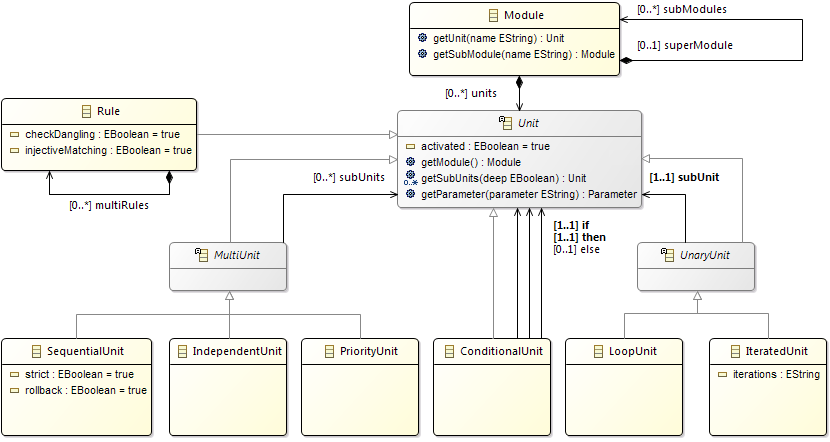 Module
getUnit(name EString) : Unit
getSubModule(name EString) : Module
[0..*] subModules
[0..1] superModule
[0..*] units
Rule
checkDangling : EBoolean = true
injectiveMatching : EBoolean = true
[0..*] multiRules
Unit
activated : EBoolean = true
getModule() : Module
0..*
getSubUnits(deep EBoolean) : Unit
getParameter(parameter EString) : Parameter
[0..*] subUnits
[1..1] subUnit
[1..1] if
[1..1] then
[0..1] else
MultiUnit
UnaryUnit
SequentialUnit
strict : EBoolean = true
rollback : EBoolean = true
IndependentUnit
PriorityUnit
ConditionalUnit
LoopUnit
IteratedUnit
iterations : EString